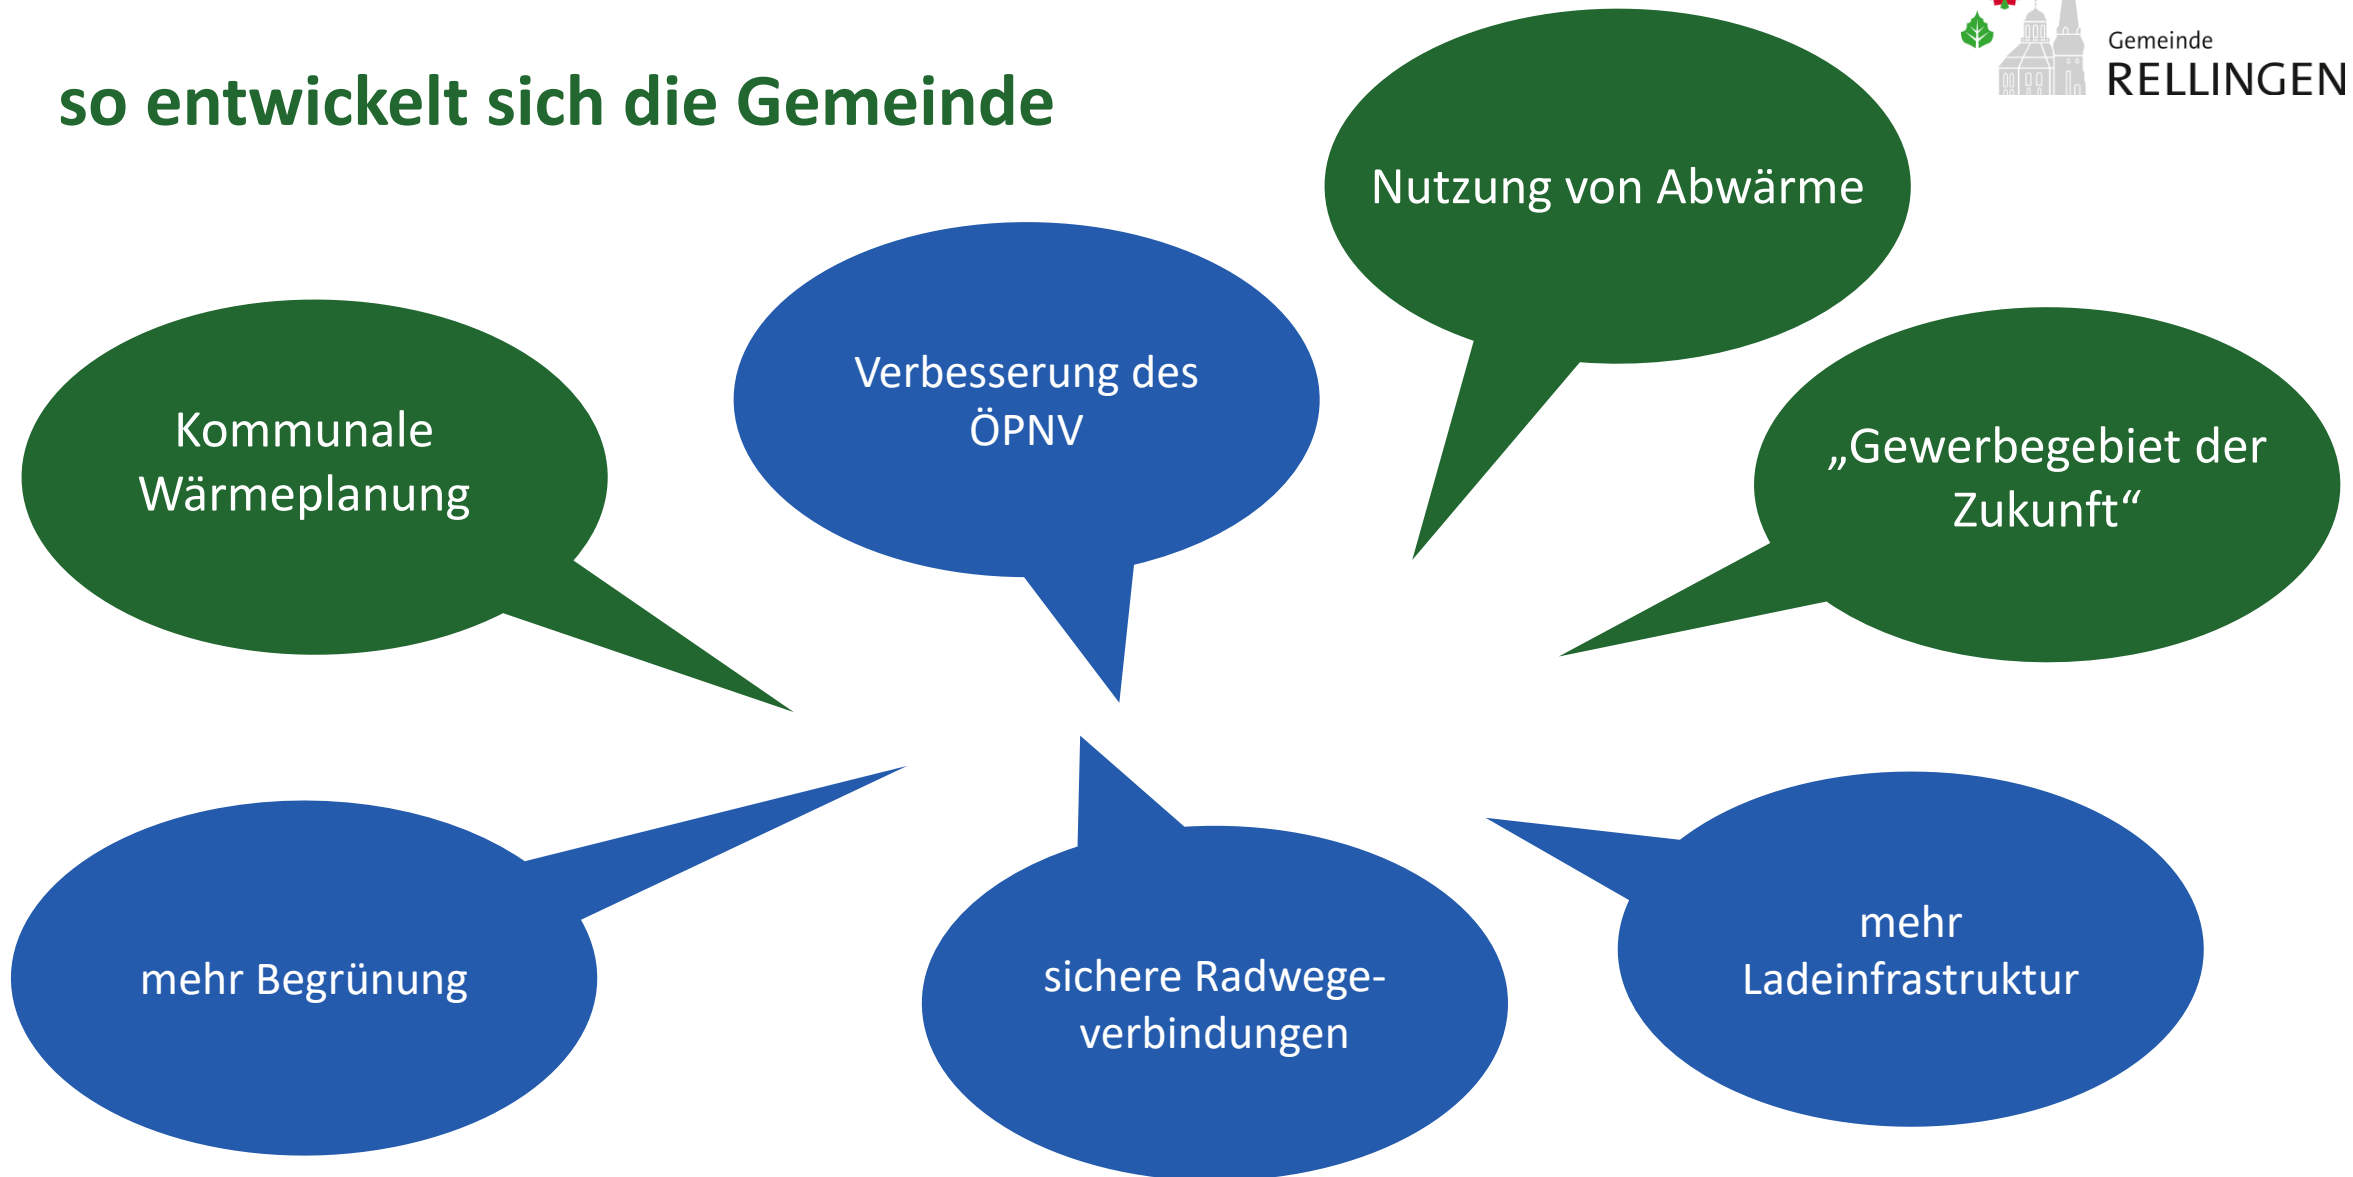 Gemeinde
RELLINGEN
so entwickelt sich die Gemeinde
Nutzung von Abwärme
Verbesserung des
ÖPNV
Kommunale
Wärmeplanung
„Gewerbegebiet der
Zukunft“
mehr Begrünung
sichere Radwege-
verbindungen
mehr
Ladeinfrastruktur